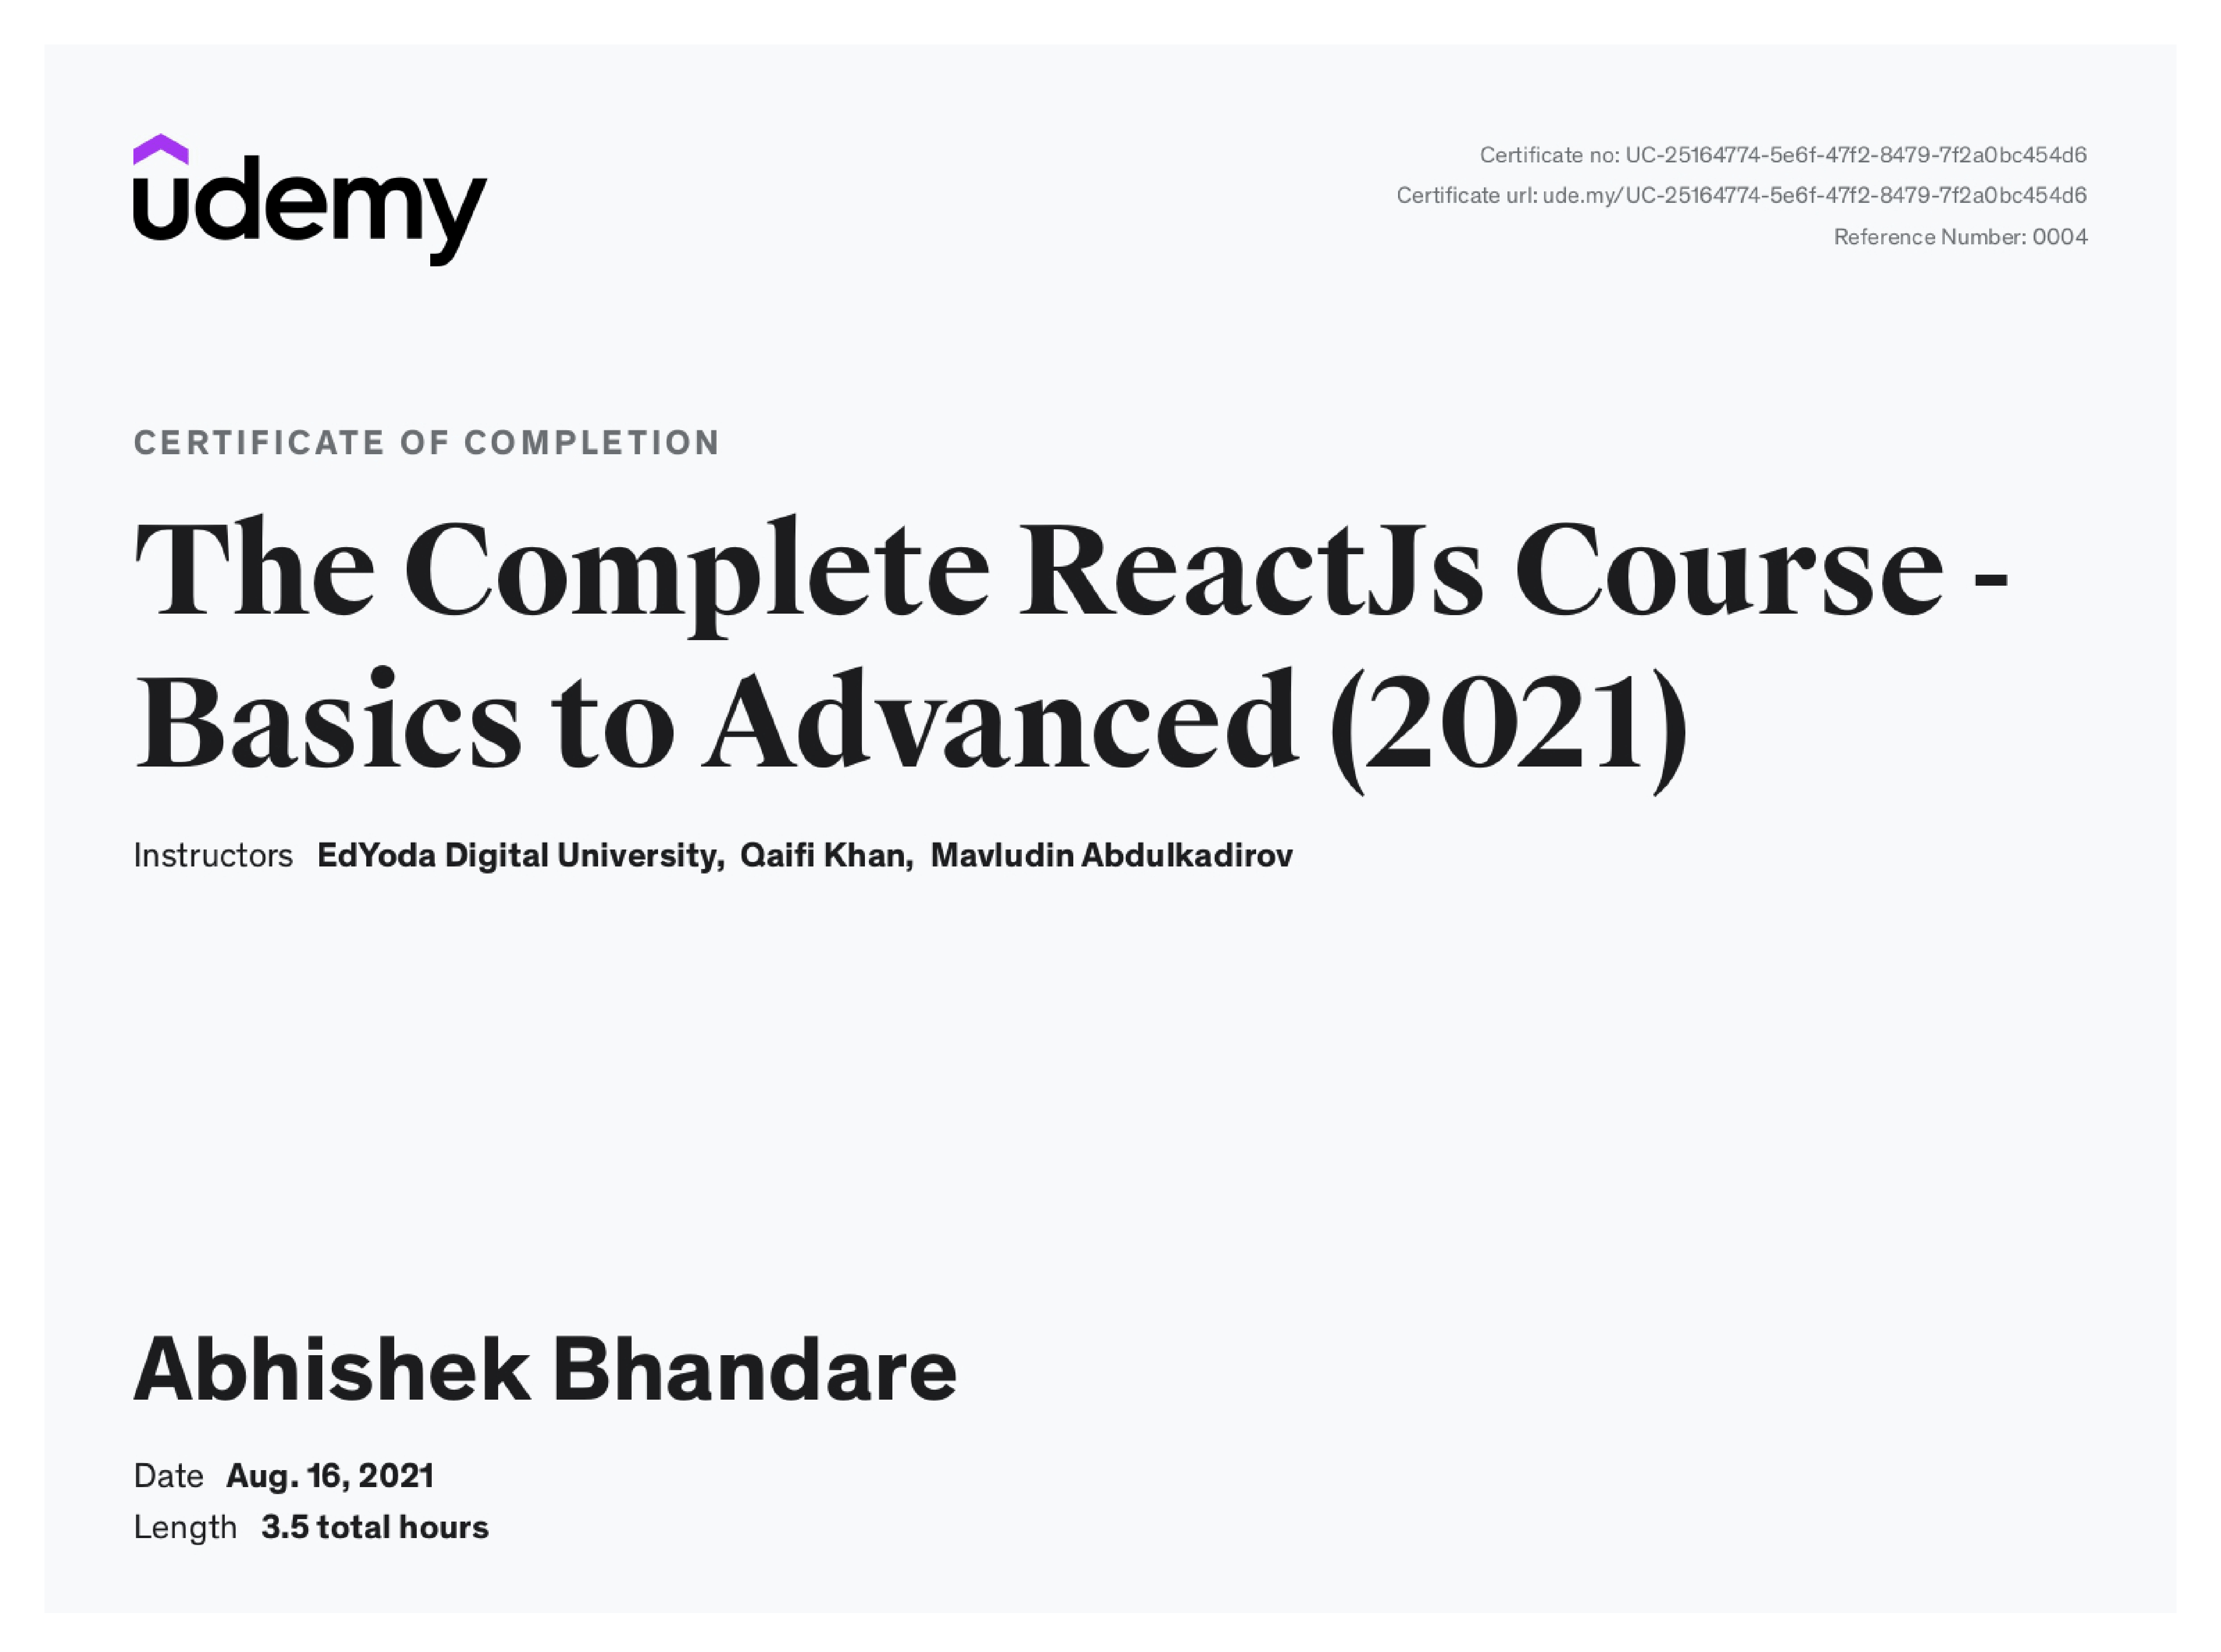 udemy
Certificate no: UC-25164774-5e6f-47f2-8479-7f2a0bc454d6
Certificate url: ude.my/UC-25164774-5e6f-47f2-8479-7f2a0bc454d6
Reference Number: 0004
CERTIFICATE OF COMPLETION
The Complete ReactJs Course -
Basics to Advanced (2021)
Instructors EdYoda Digital University, Qaifi Khan, Mavludin Abdulkadirov
Abhishek Bhandare
Date Aug. 16, 2021
Length 3.5 total hours